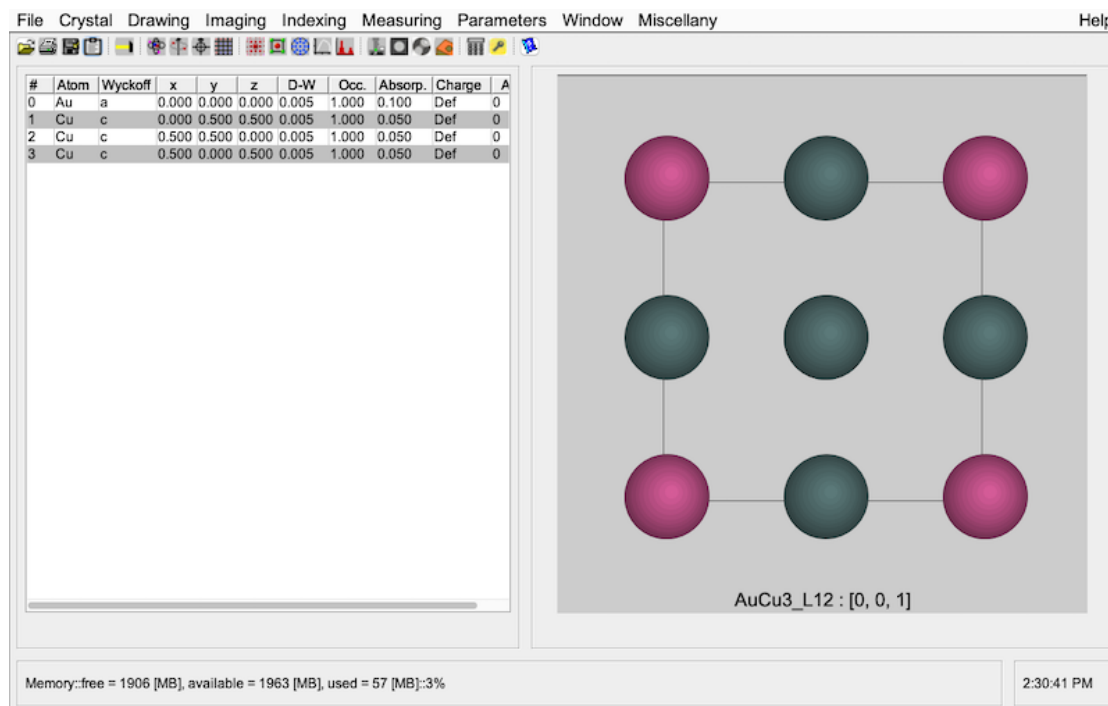 File Crystal Drawing Imaging Indexing Measuring Parameters Window Miscellany Help
# Atom Wyckoff x y z D-W Occ. Absorp. Charge A
0 Au a 0.000 0.000 0.000 0.005 1.000 0.100 Def 0
1 Cu c 0.000 0.500 0.500 0.005 1.000 0.050 Def 0
2 Cu c 0.500 0.500 0.000 0.005 1.000 0.050 Def 0
3 Cu c 0.500 0.000 0.500 0.005 1.000 0.050 Def 0
AuCu3_L12 : [0, 0, 1]
Memory::free = 1906 [MB], available = 1963 [MB], used = 57 [MB]::3%
2:30:41 PM